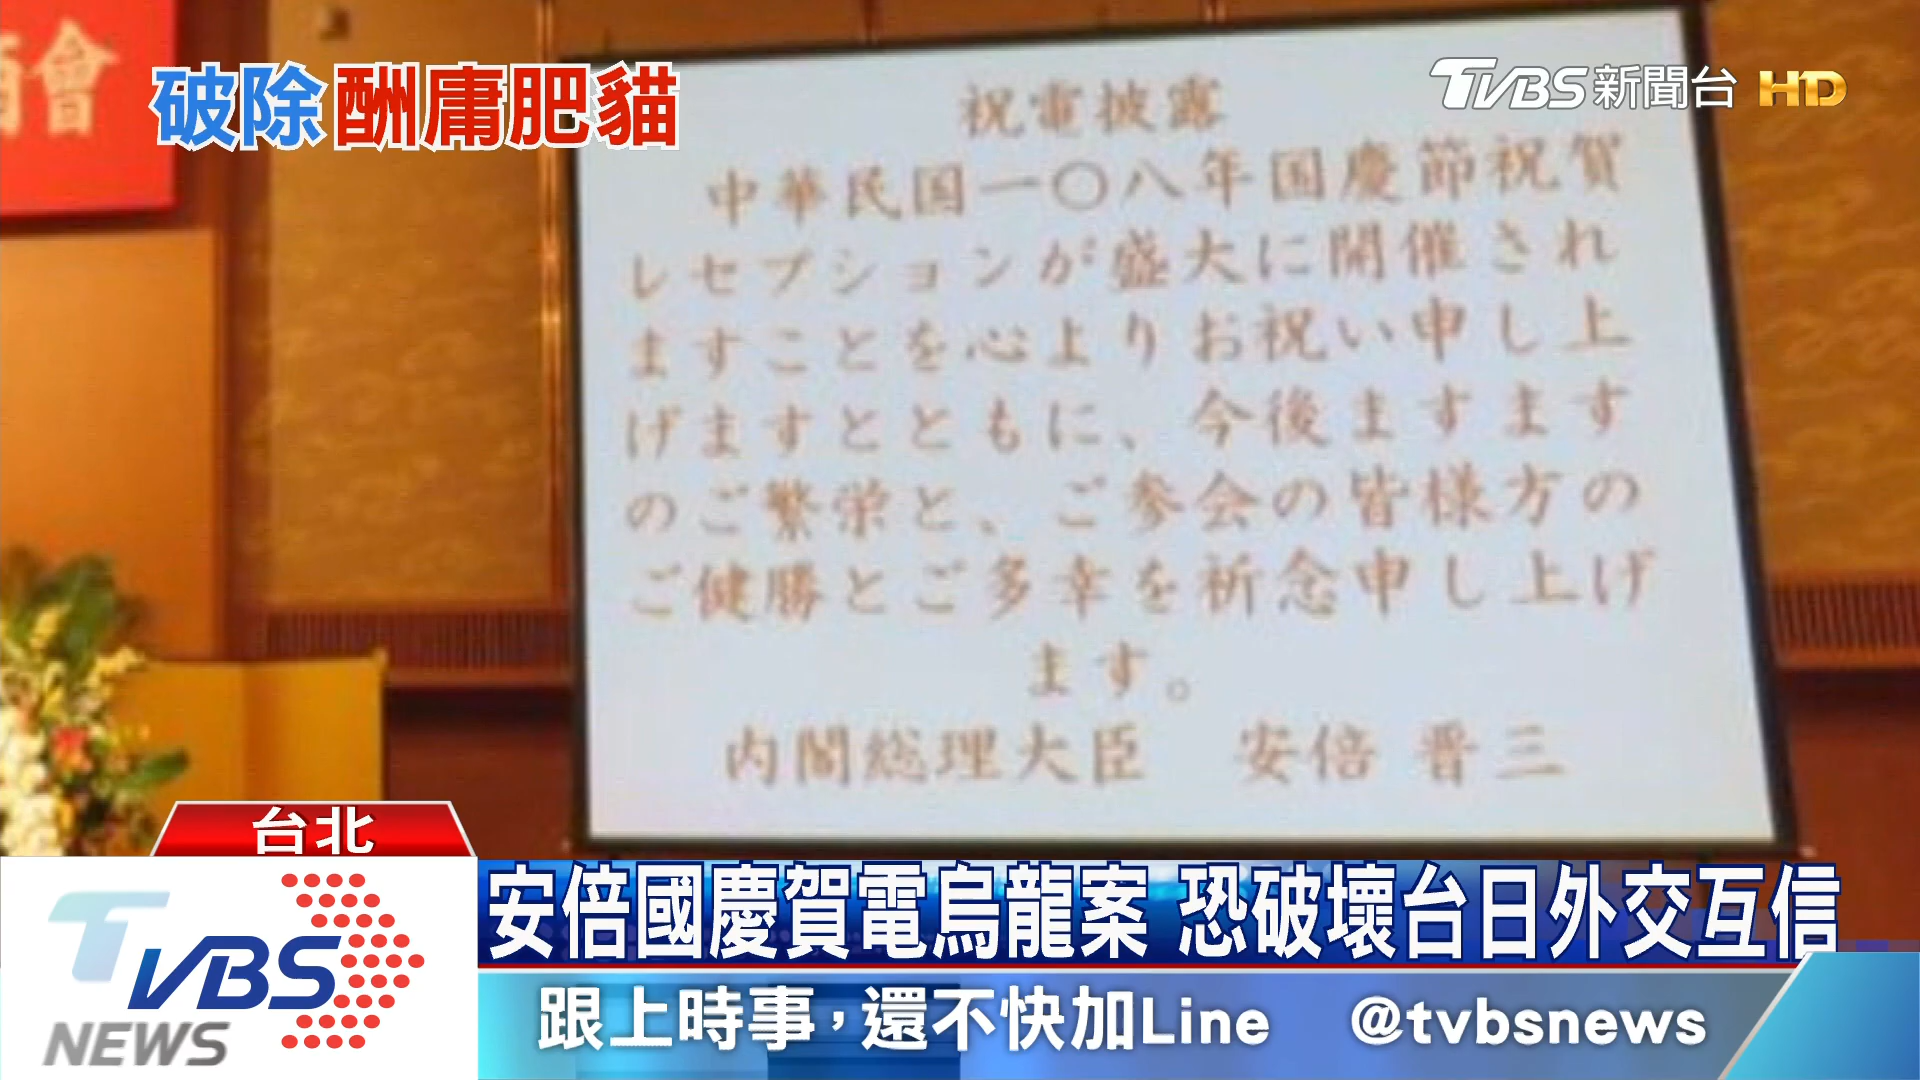 會
破除酬庸肥貓
TVBS新聞台 HD
祝電披露
中華民国一〇八年国慶節祝賀
レセプションが盛大に開催され
ますことを心よりお祝い申し上
げますとともに、今後ますます
のご繁栄と、ご参会の皆様方の
ご健勝とご多幸を祈念申し上げ
ます。
内閣総理大臣 安倍 晋三
台北
安倍國慶賀電烏龍案 恐破壞台日外交互信
TVBS
NEWS
跟上時事，還不快加Line @tvbsnews